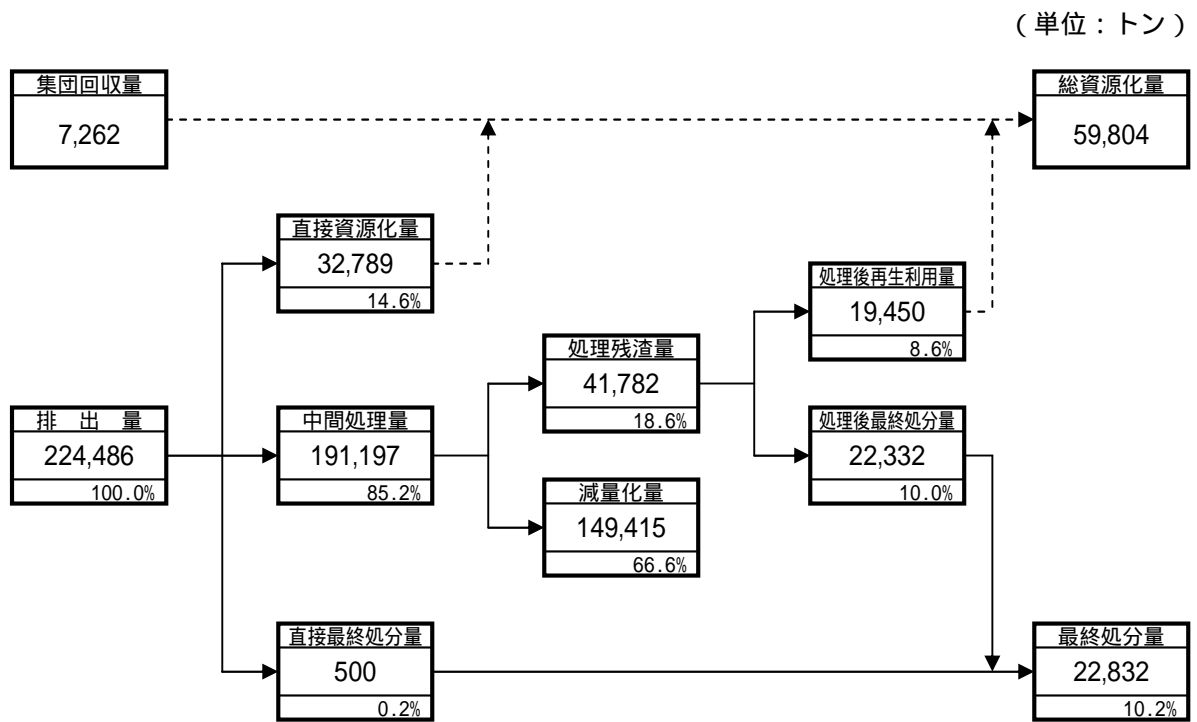 （単位：トン）
集団回収量
7,262
総資源化量
59,804
直接資源化量
32,789
14.6%
処理後再生利用量
19,450
8.6%
処理残渣量
41,782
18.6%
排　出　量
224,486
100.0%
中間処理量
191,197
85.2%
処理後最終処分量
22,332
10.0%
減量化量
149,415
66.6%
直接最終処分量
500
0.2%
最終処分量
22,832
10.2%